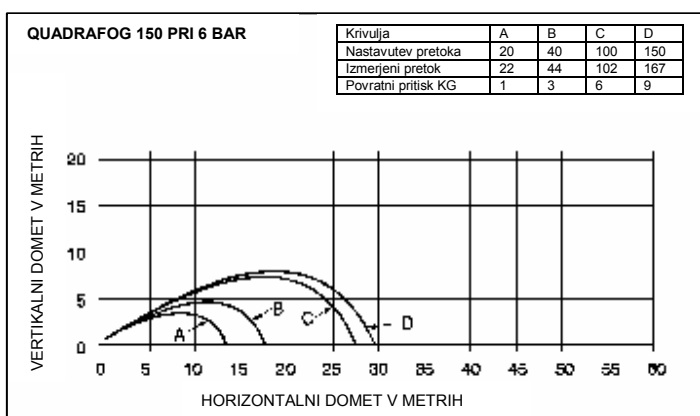 QUADRAFOG 150 PRI 6 BAR
Krivulja A B C D
Nastavutev pretoka 20 40 100 150
Izmerjeni pretok 22 44 102 167
Povratni pritisk KG 1 3 6 9
VERTIKALNI DOMET V METRIH
20
15
10
5
0
A
B
C
D
0 5 10 15 20 25 30 35 40 45 50 55 60
HORIZONTALNI DOMET V METRIH